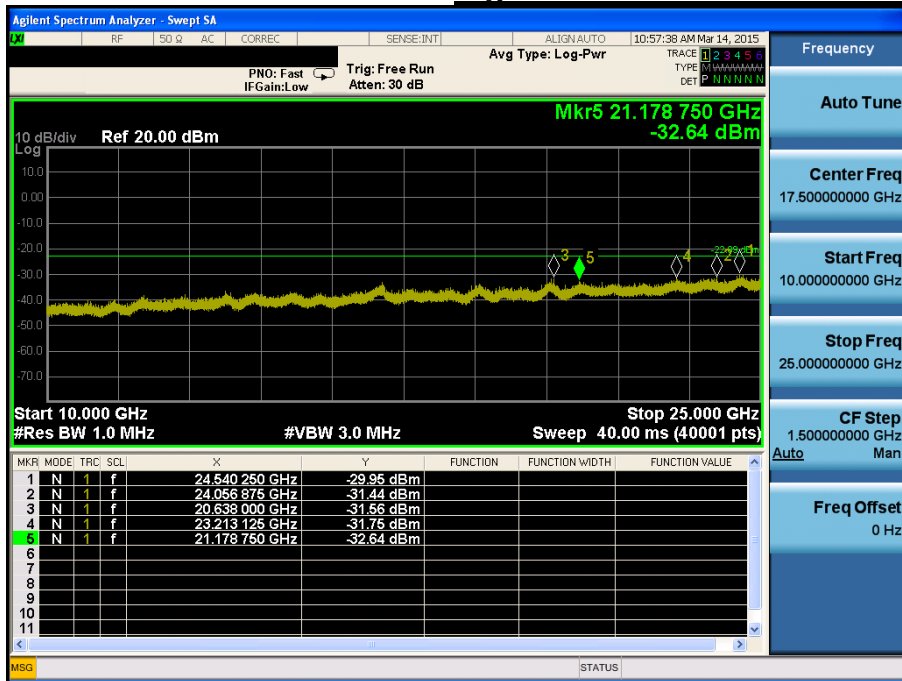 Agilent Spectrum Analyzer - Swept SA
LXI RF 50 Ω AC CORREC SENSE:INT ALIGN AUTO 10:57:38 AM Mar 14, 2015
PNO: Fast
IFGain:Low
Trig: Free Run
Atten: 30 dB
Avg Type: Log-Pwr
TRACE 1 2 3 4 5 6
TYPE M W W W W W
DET P N N N N N
Mkr5 21.178 750 GHz
-32.64 dBm
10 dB/div Ref 20.00 dBm
Log
10.0
0.00
-10.0
-20.0
-30.0
-40.0
-50.0
-60.0
-70.0
3 5 4 2 1
Start 10.000 GHz Stop 25.000 GHz
#Res BW 1.0 MHz #VBW 3.0 MHz Sweep 40.00 ms (40001 pts)
MKR MODE TRC SCL X Y FUNCTION FUNCTION WIDTH FUNCTION VALUE
1 N 1 f 24.540 250 GHz -29.95 dBm
2 N 1 f 24.056 875 GHz -31.44 dBm
3 N 1 f 20.638 000 GHz -31.56 dBm
4 N 1 f 23.213 125 GHz -31.75 dBm
5 N 1 f 21.178 750 GHz -32.64 dBm
6
7
8
9
10
11
MSG STATUS
Frequency
Auto Tune
Center Freq
17.500000000 GHz
Start Freq
10.000000000 GHz
Stop Freq
25.000000000 GHz
CF Step
1.500000000 GHz
Auto Man
Freq Offset
0 Hz